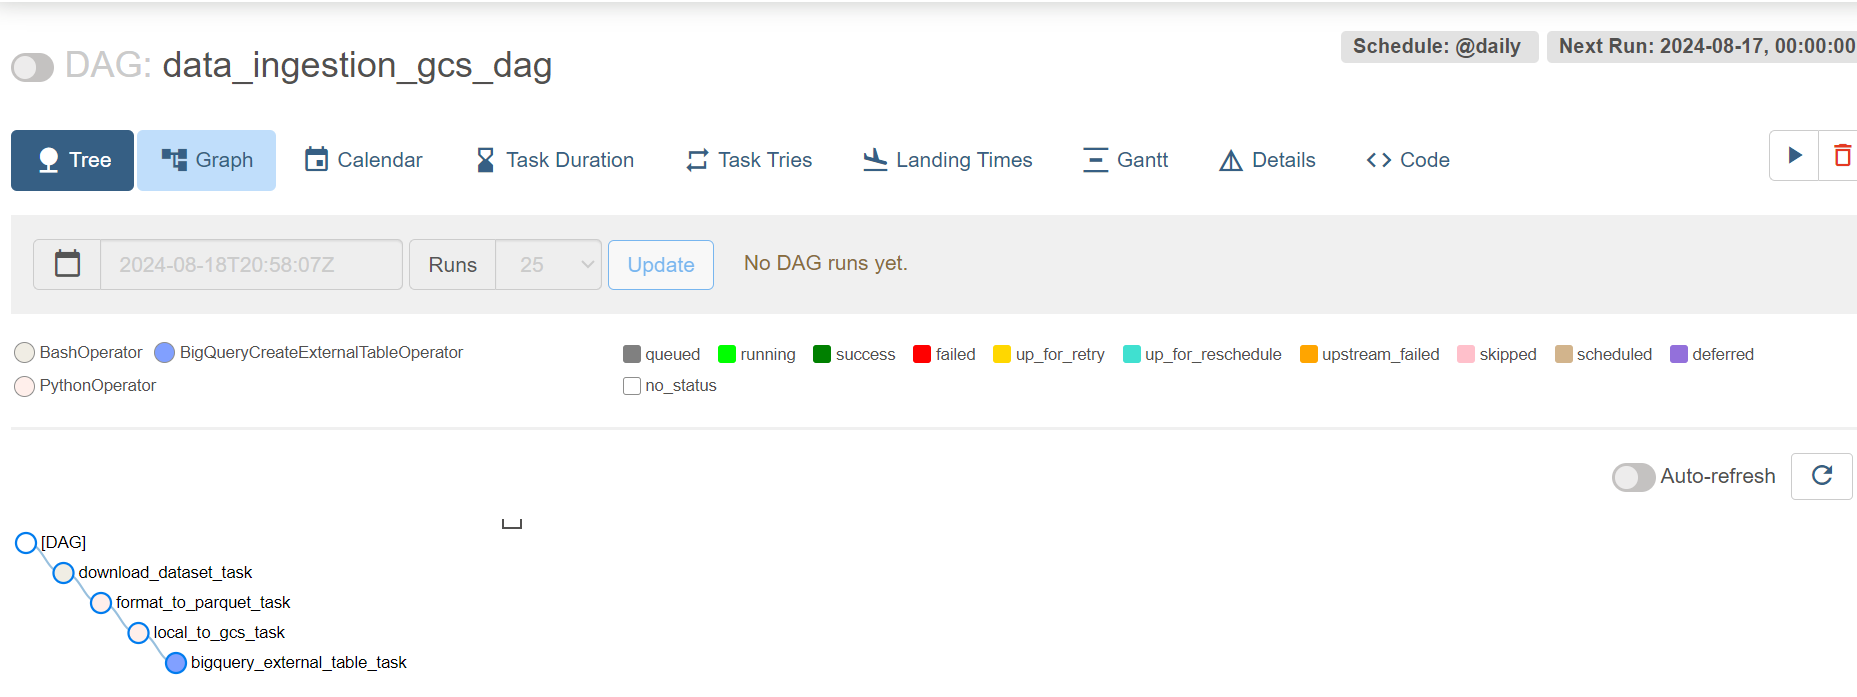 Schedule: @daily Next Run: 2024-08-17, 00:00:00
DAG: data_ingestion_gcs_dag
Tree Graph Calendar Task Duration Task Tries Landing Times Gantt Details Code
2024-08-18T20:58:07Z Runs 25 Update No DAG runs yet.
BashOperator BigQueryCreateExternalTableOperator queued running success failed up_for_retry up_for_reschedule upstream_failed skipped scheduled deferred
PythonOperator no_status
Auto-refresh
[DAG]
download_dataset_task
format_to_parquet_task
local_to_gcs_task
bigquery_external_table_task